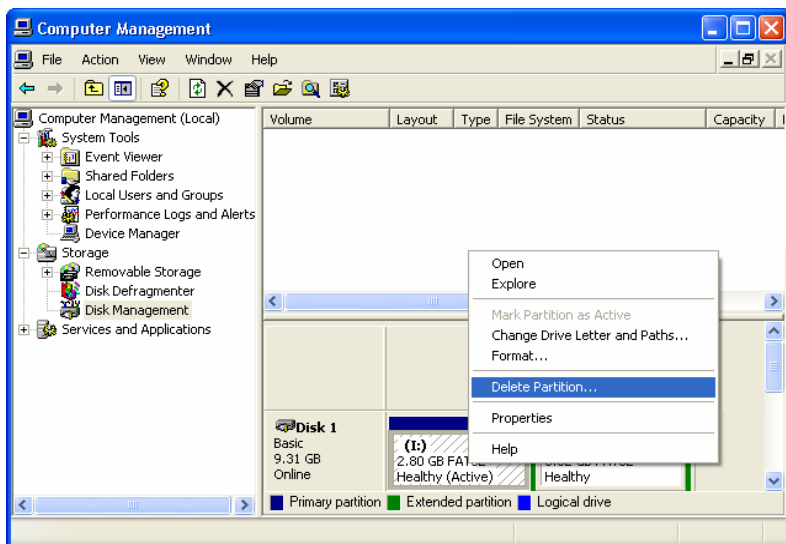 Computer Management
File Action View Window Help
Computer Management (Local)
System Tools
Event Viewer
Shared Folders
Local Users and Groups
Performance Logs and Alerts
Device Manager
Storage
Removable Storage
Disk Defragmenter
Disk Management
Services and Applications
Volume Layout Type File System Status Capacity
Open
Explore
Mark Partition as Active
Change Drive Letter and Paths...
Format...
Delete Partition...
Properties
Help
Disk 1
Basic
9.31 GB
Online
(I:)
2.80 GB
Healthy (Active)
Healthy
Primary partition Extended partition Logical drive